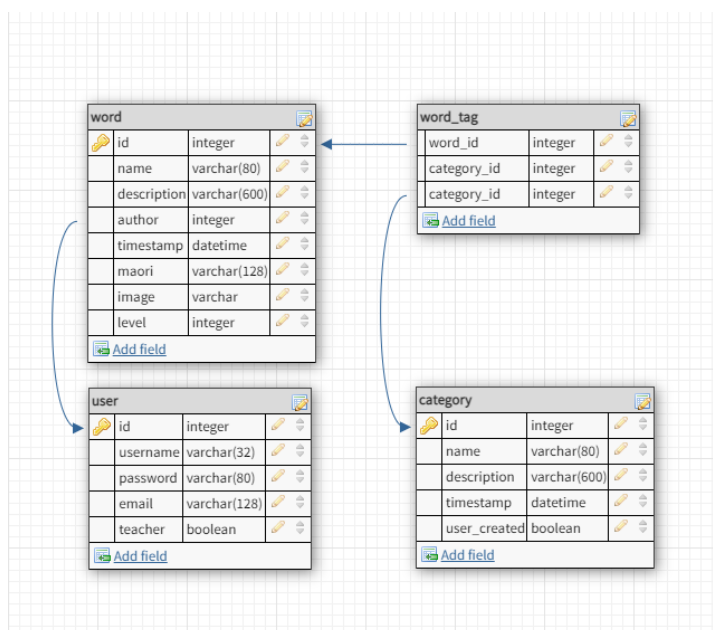 word
id integer
name varchar(80)
description varchar(600)
author integer
timestamp datetime
maori varchar(128)
image varchar
level integer
Add field
word_tag
word_id integer
category_id integer
category_id integer
Add field
user
id integer
username varchar(32)
password varchar(80)
email varchar(128)
teacher boolean
Add field
category
id integer
name varchar(80)
description varchar(600)
timestamp datetime
user_created boolean
Add field